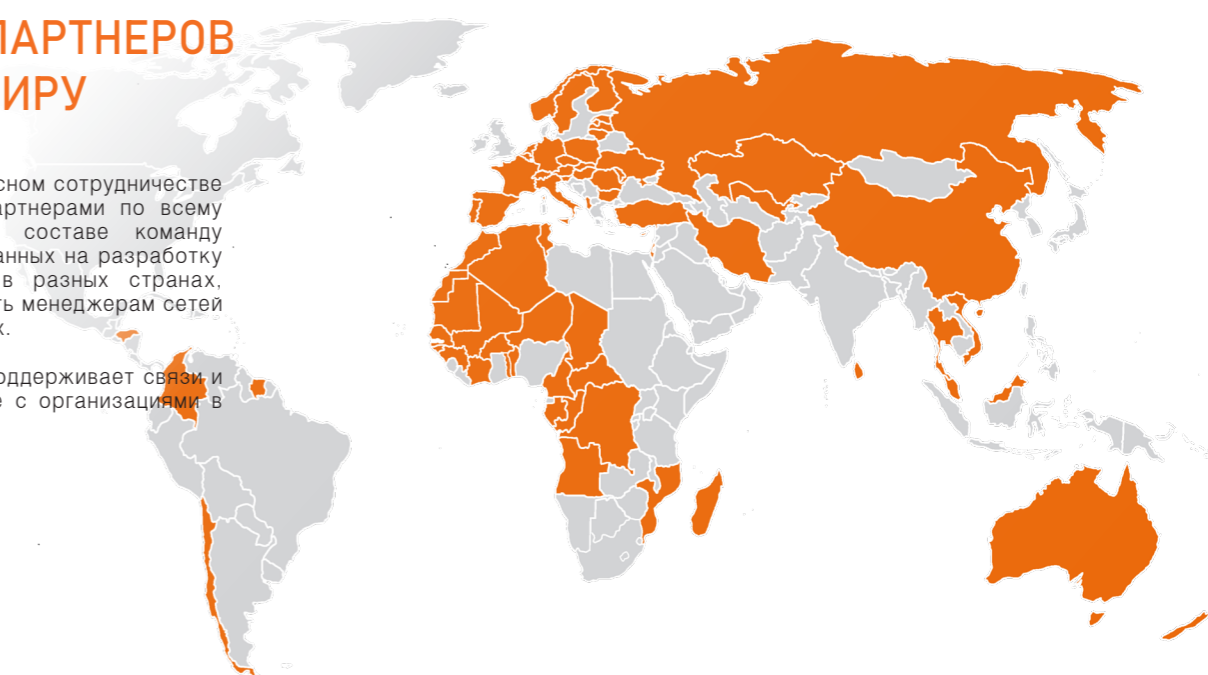 ПАРТНЕРОВ
ИРУ
сном сотрудничестве
артнерами по всему
составе команду
анных на разработку
в разных странах,
ть менеджерам сетей
х.
оддерживает связи и
е с организациями в